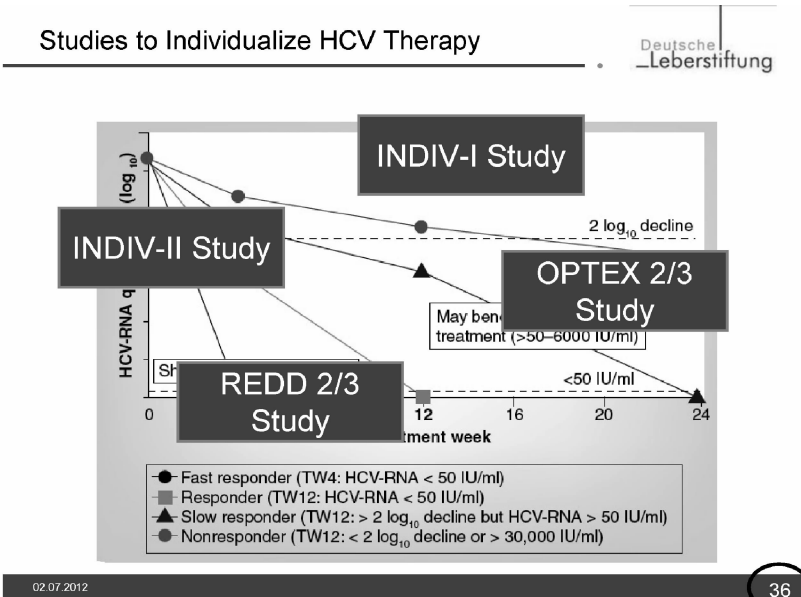 Studies to Individualize HCV Therapy
Deutsche
Leberstiftung
INDIV-I Study
(log10)
2 log10 decline
INDIV-II Study
OPTEX 2/3
Study
HCV-RNA
May
treatment (>50–6000 IU/ml)
REDD 2/3
Study
<50 IU/ml
0
12
16
20
24
week
Fast responder (TW4: HCV-RNA < 50 IU/ml)
Responder (TW12: HCV-RNA < 50 IU/ml)
Slow responder (TW12: > 2 log10 decline but HCV-RNA > 50 IU/ml)
Nonresponder (TW12: < 2 log10 decline or > 30,000 IU/ml)
02.07.2012
36